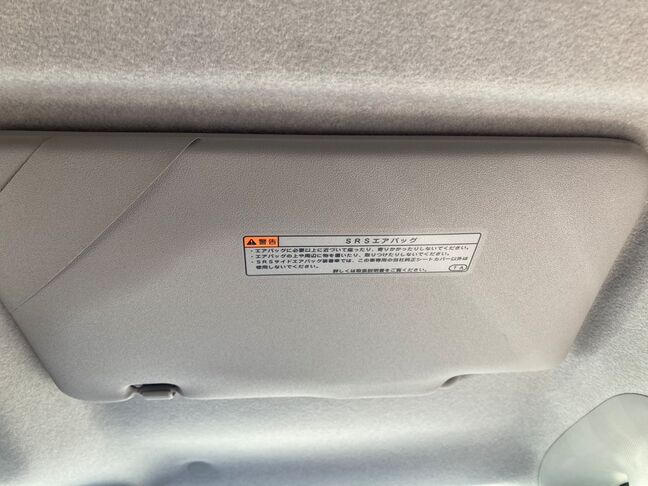 警告 SRSエアバッグ
・エアバッグに必要以上に近づいて座ったり、寄りかかったりしないでください。
・エアバッグの上や周辺に物を置いたり、取りつけたりしないでください。
・SRSサイドエアバッグ装着車では、この車専用の当社純正シートカバー以外は
使用しないでください。
詳しくは取扱説明書をご覧ください。